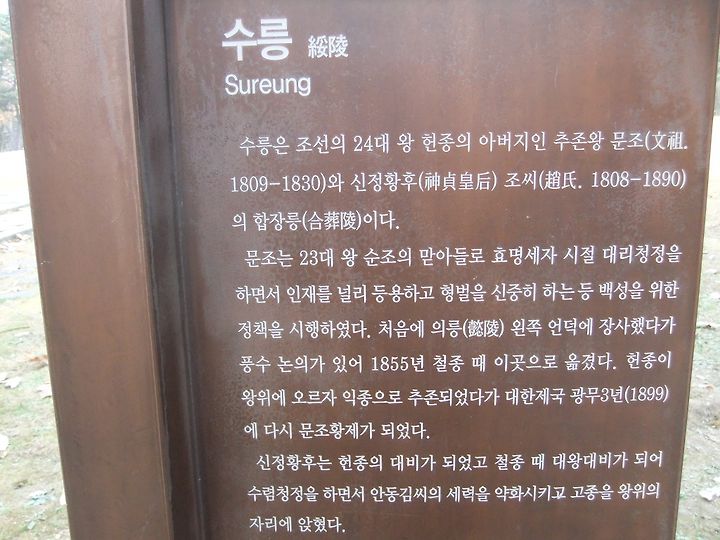 수릉 綏陵
Sureung
수릉은 조선의 24대 왕 헌종의 아버지인 추존왕 문조(文祖.
1809-1830)와 신정황후(神貞皇后) 조씨(趙氏. 1808-1890)
의 합장릉(合葬陵)이다.
문조는 23대 왕 순조의 맏아들로 효명세자 시절 대리청정을
하면서 인재를 널리 등용하고 형벌을 신중히 하는 등 백성을 위한
정책을 시행하였다. 처음에 의릉(懿陵) 왼쪽 언덕에 장사했다가
풍수 논의가 있어 1855년 철종 때 이곳으로 옮겼다. 헌종이
왕위에 오르자 익종으로 추존되었다가 대한제국 광무3년(1899)
에 다시 문조황제가 되었다.
신정황후는 헌종의 대비가 되었고 철종 때 대왕대비가 되어
수렴청정을 하면서 안동김씨의 세력을 약화시키고 고종을 왕위의
자리에 앉혔다.